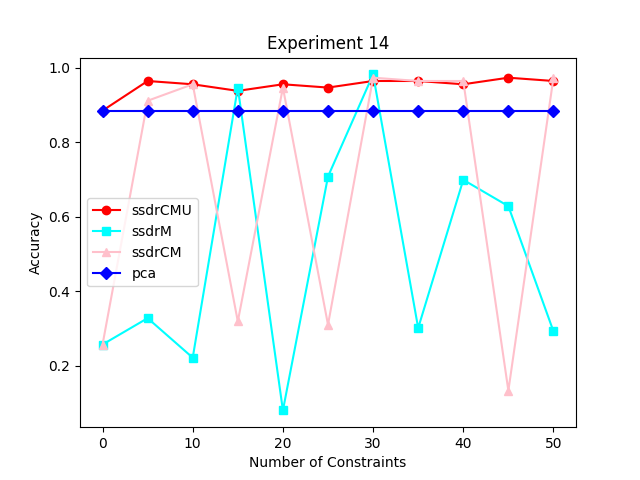 Experiment 14
Accuracy
1.0
0.8
0.6
0.4
0.2
ssdrCMU
ssdrM
ssdrCM
pca
0 10 20 30 40 50
Number of Constraints